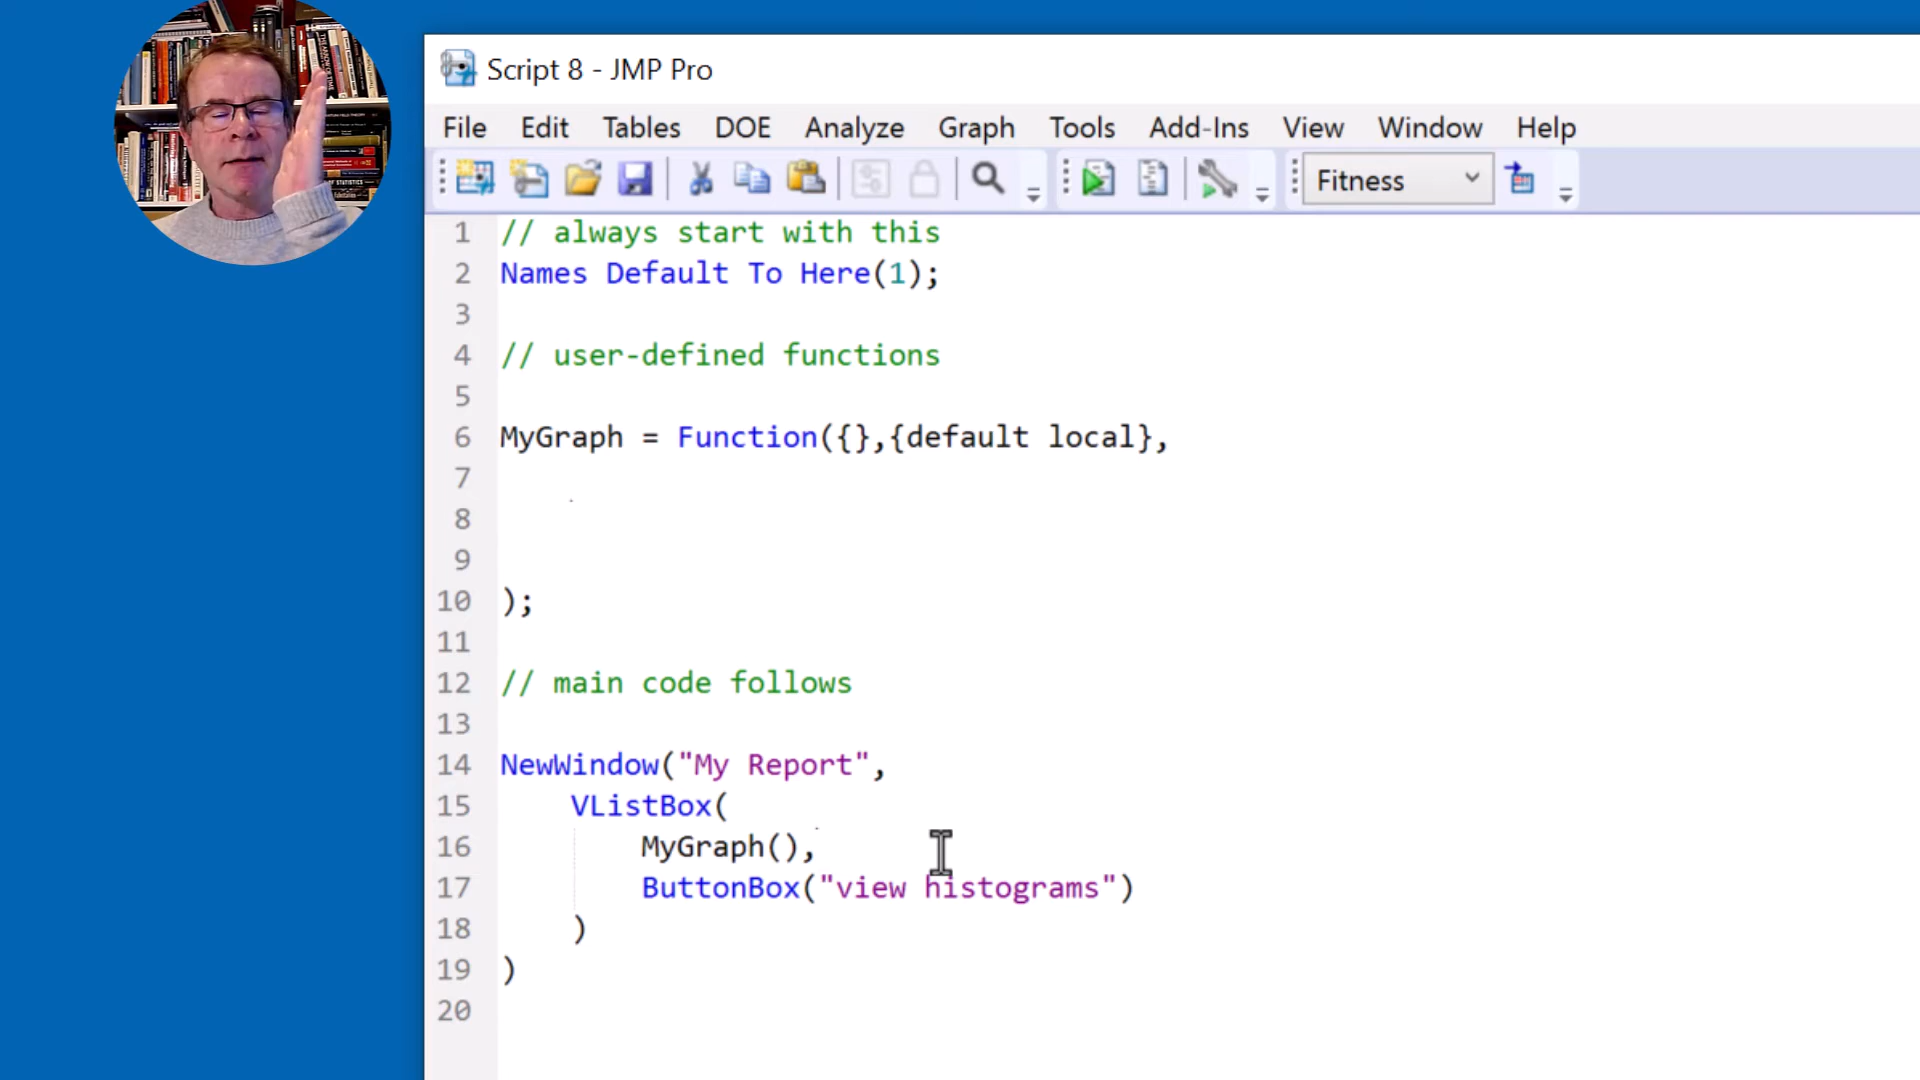 Script 8 - JMP Pro
File Edit Tables DOE Analyze Graph Tools Add-Ins View Window Help
Fitness
1 // always start with this
2 Names Default To Here(1);
3
4 // user-defined functions
5
6 MyGraph = Function({},{default local},
7
8
9
10 );
11
12 // main code follows
13
14 NewWindow("My Report",
15 VListBox(
16 MyGraph(),
17 ButtonBox("view histograms")
18 )
19 )
20